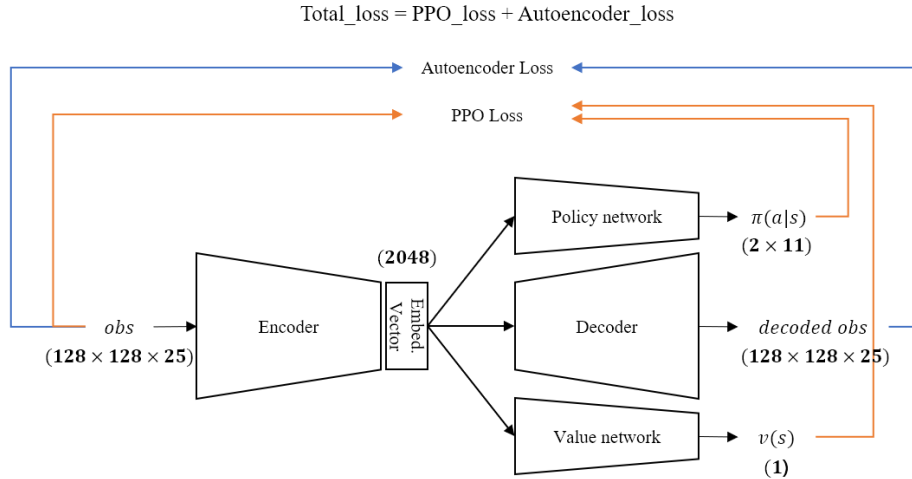 Total_loss = PPO_loss + Autoencoder_loss
Autoencoder Loss
PPO Loss
Policy network
π(a|s)
(2 × 11)
(2048)
obs
(128 × 128 × 25)
Encoder
Embed.
Vector
Decoder
decoded obs
(128 × 128 × 25)
Value network
v(s)
(1)